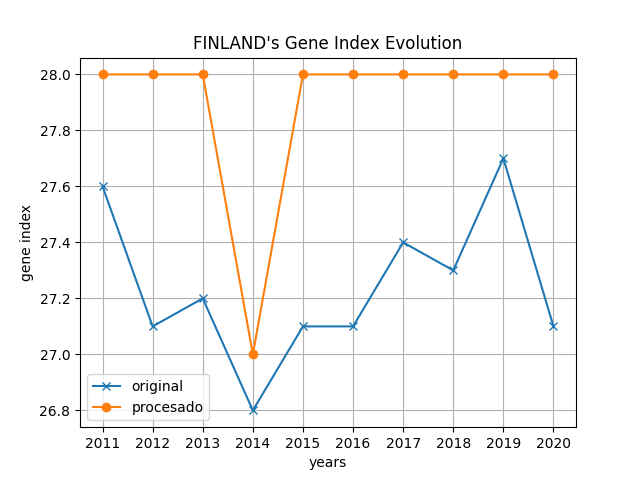 FINLAND's Gene Index Evolution
28.0
27.8
27.6
27.4
27.2
27.0
26.8
gene index
original
procesado
2011 2012 2013 2014 2015 2016 2017 2018 2019 2020
years